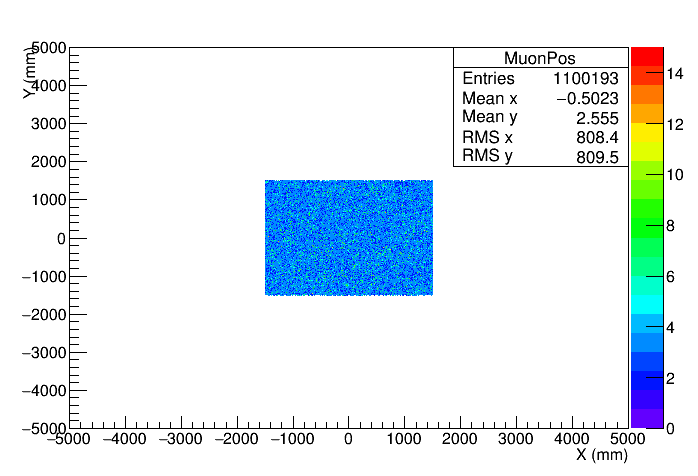 MuonPos
Entries 1100193
Mean x −0.5023
Mean y 2.555
RMS x 808.4
RMS y 809.5
Y (mm)
5000
4000
3000
2000
1000
0
−1000
−2000
−3000
−4000
−5000
−5000 −4000 −3000 −2000 −1000 0 1000 2000 3000 4000 5000
X (mm)
14
12
10
8
6
4
2
0